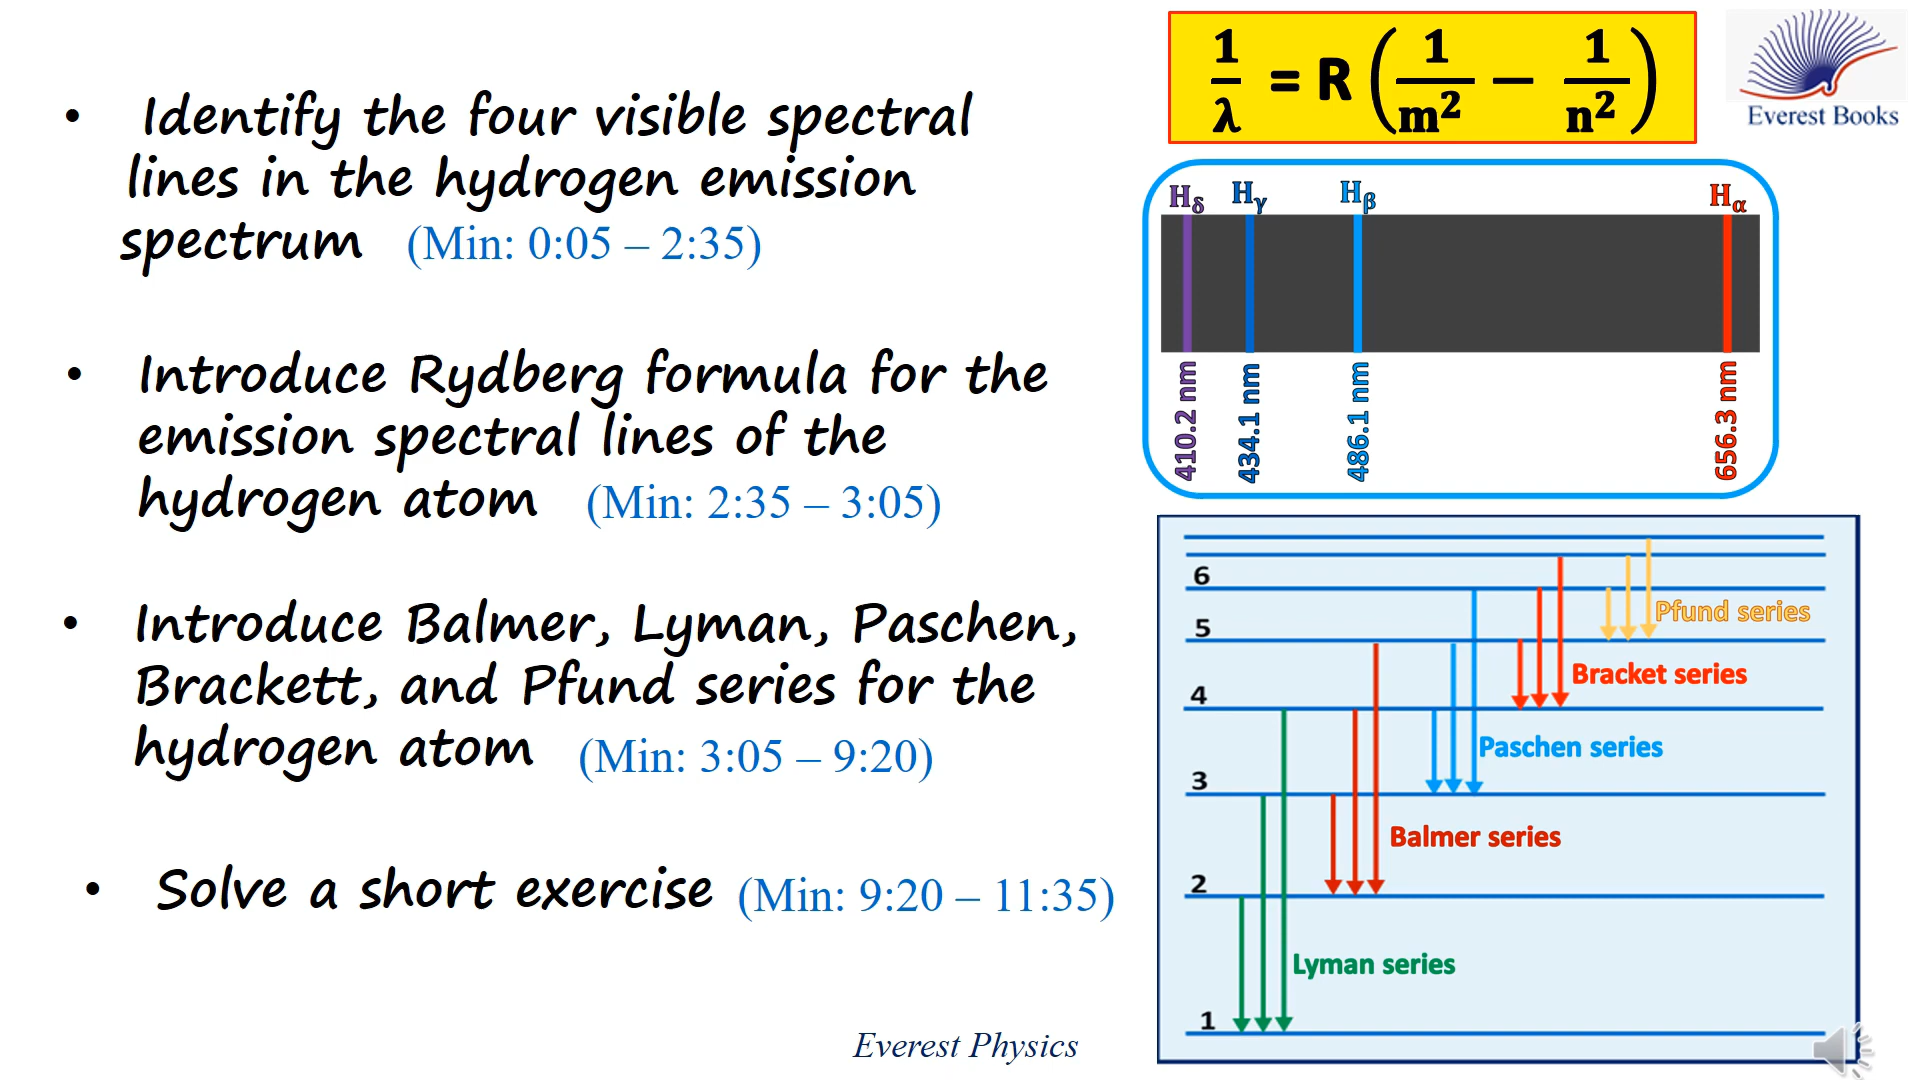 • Identify the four visible spectral
lines in the hydrogen emission
spectrum (Min: 0:05 – 2:35)
• Introduce Rydberg formula for the
emission spectral lines of the
hydrogen atom (Min: 2:35 – 3:05)
• Introduce Balmer, Lyman, Paschen,
Brackett, and Pfund series for the
hydrogen atom (Min: 3:05 – 9:20)
• Solve a short exercise (Min: 9:20 – 11:35)
Everest Physics
1/λ = R (1/m² − 1/n²)
Everest Books
Hδ Hγ Hβ Hα
410.2 nm 434.1 nm 486.1 nm 656.3 nm
6
Pfund series
5
Bracket series
4
Paschen series
3
Balmer series
2
Lyman series
1